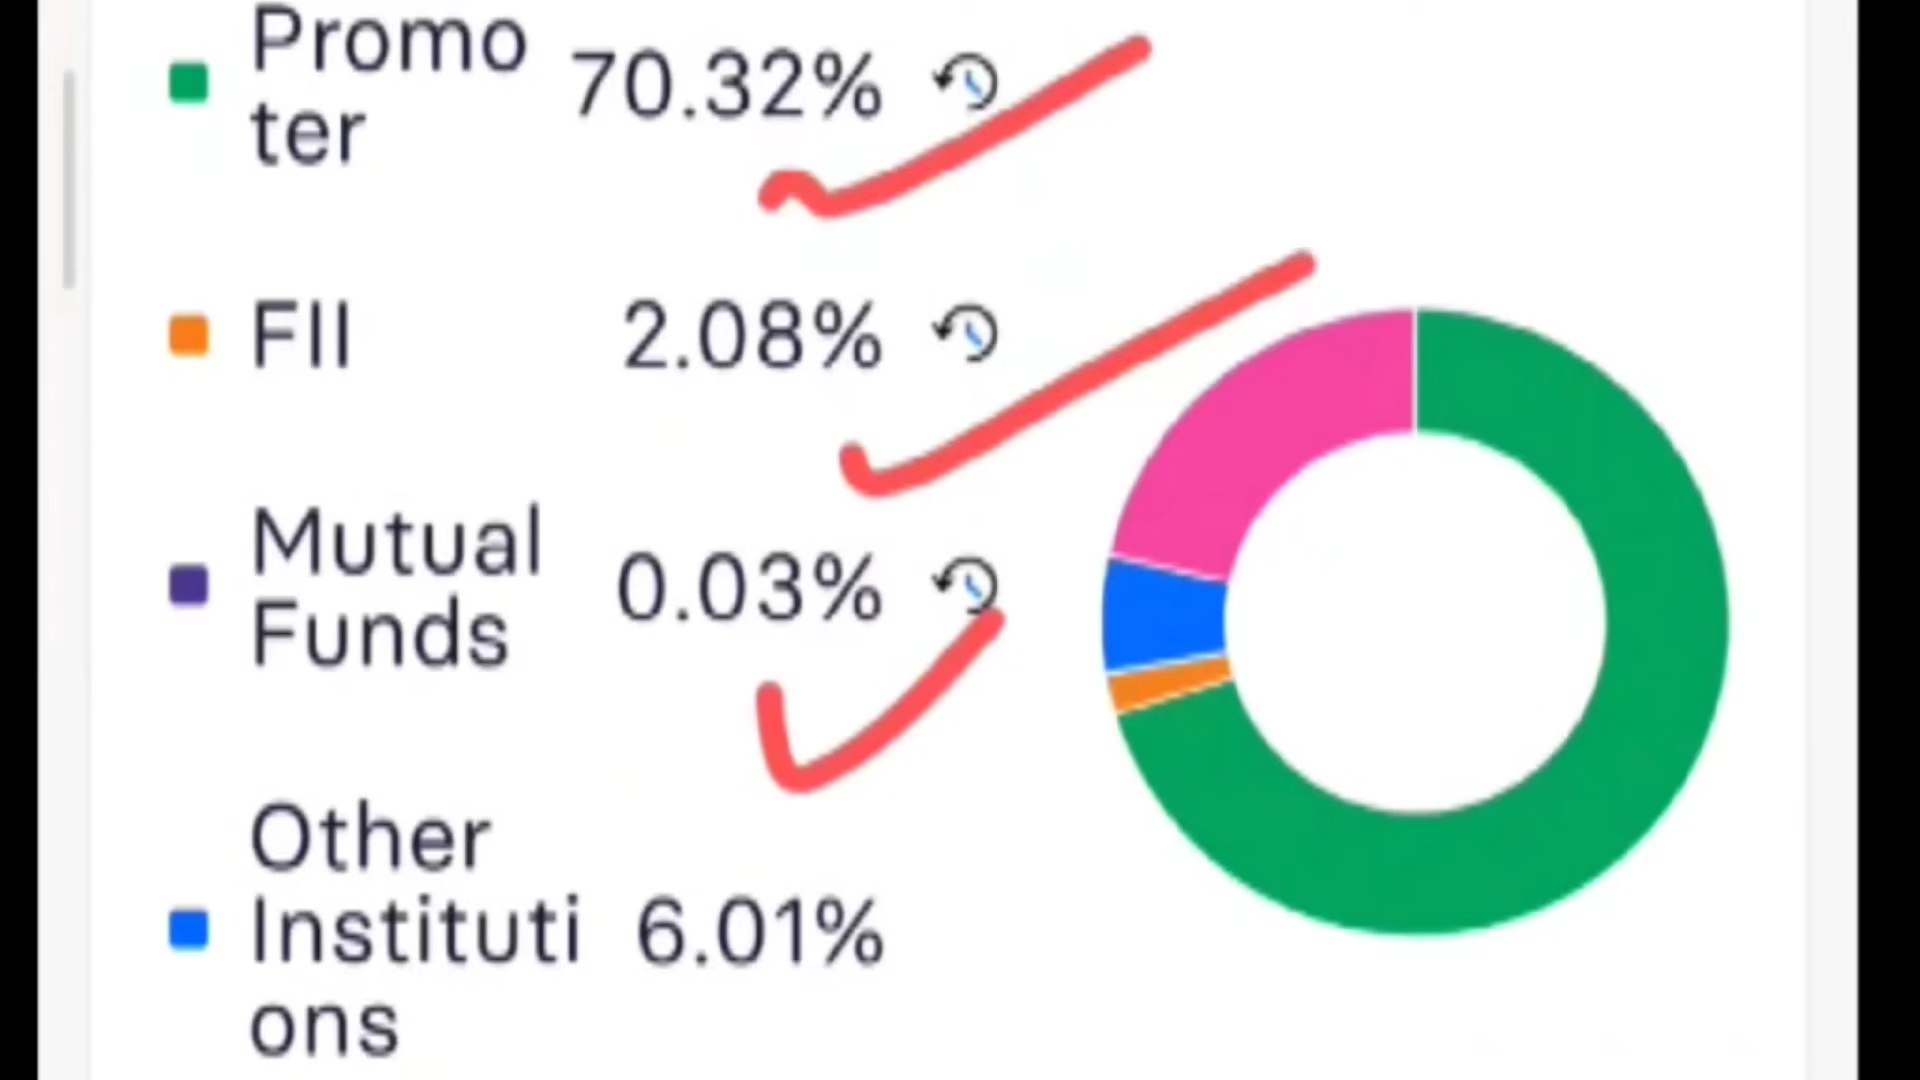 Promo
ter 70.32%
FII 2.08%
Mutual
Funds 0.03%
Other
Instituti 6.01%
ons